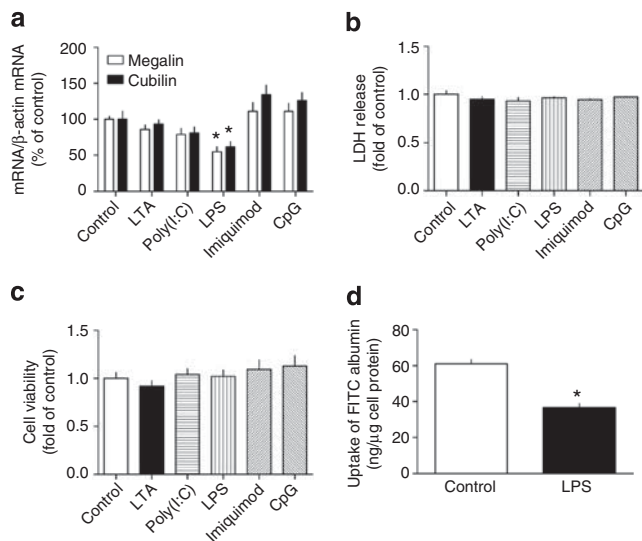 a
mRNA/β-actin mRNA
(% of control)
200
150
100
50
0
Megalin
Cubilin
* *
Control
LTA
Poly(I:C)
LPS
Imiquimod
CpG
b
LDH release
(fold of control)
1.5
1.0
0.5
0.0
Control
LTA
Poly(I:C)
LPS
Imiquimod
CpG
c
Cell viability
(fold of control)
1.5
1.0
0.5
0.0
Control
LTA
Poly(I:C)
LPS
Imiquimod
CpG
d
Uptake of FITC albumin
(ng/μg cell protein)
80
60
40
20
0
*
Control
LPS